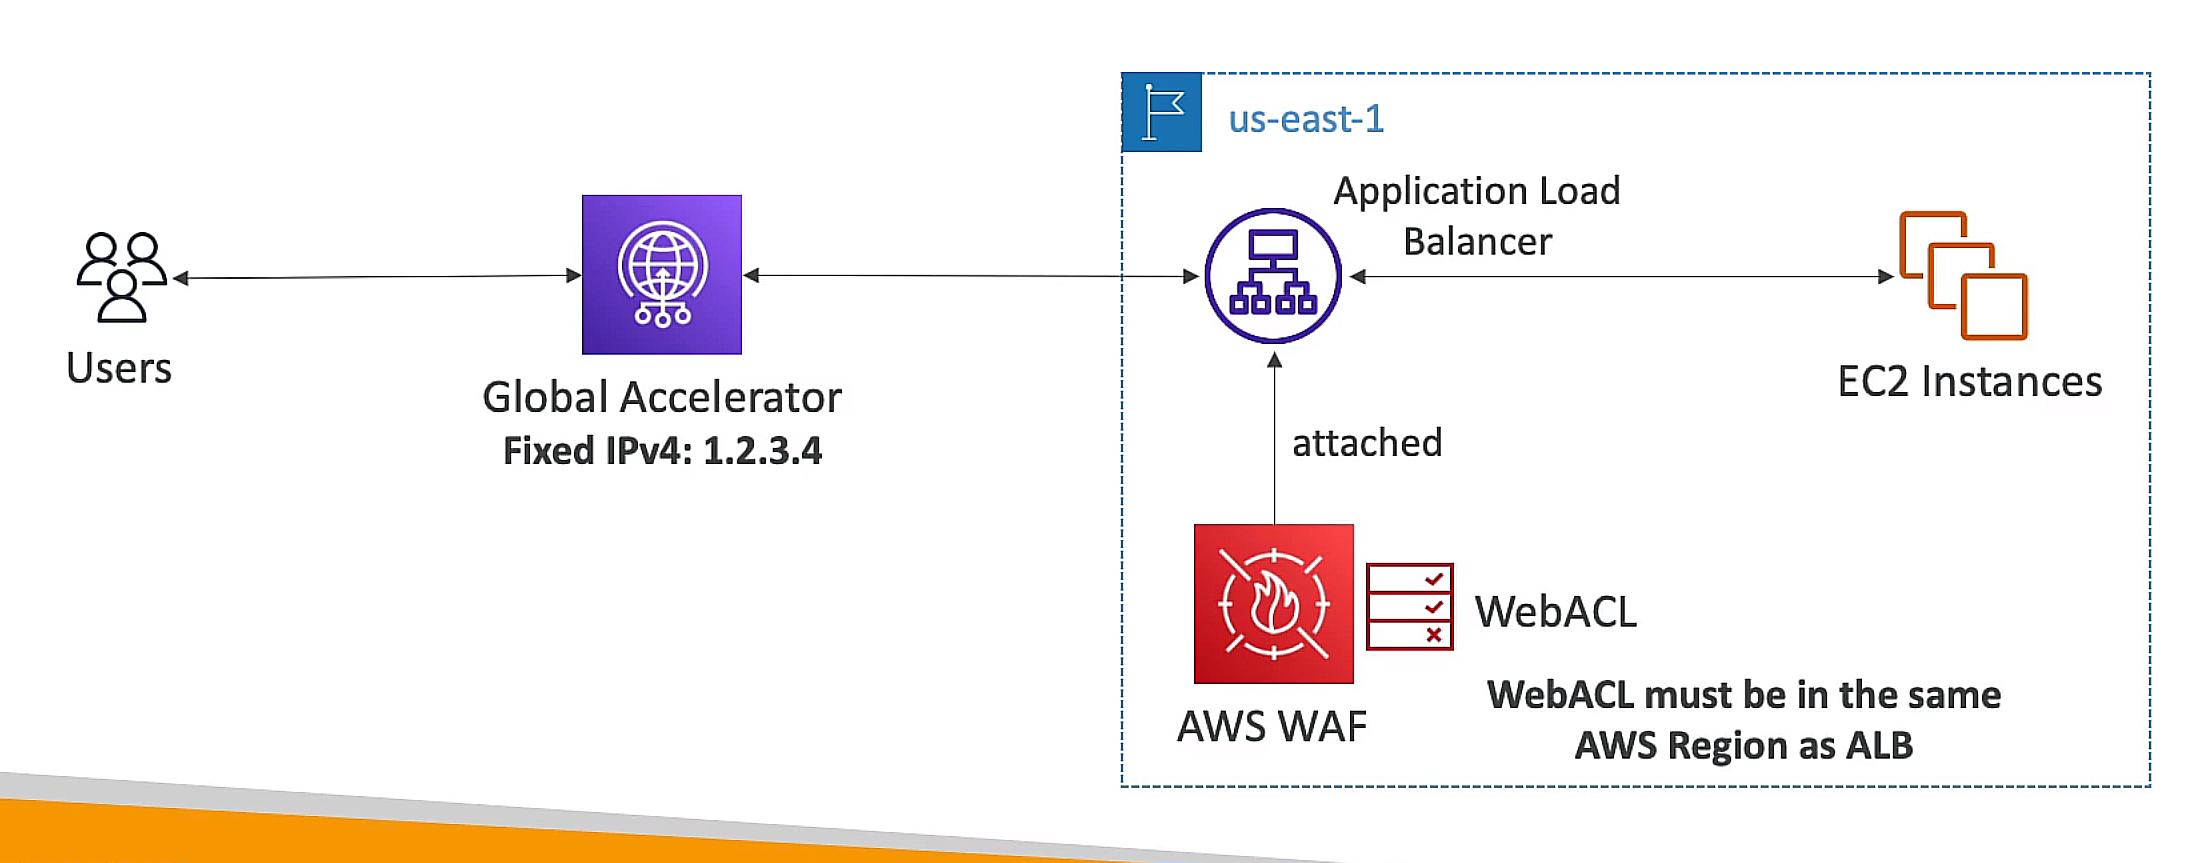 us-east-1
Application Load
Balancer
Users
Global Accelerator
Fixed IPv4: 1.2.3.4
EC2 Instances
attached
WebACL
AWS WAF
WebACL must be in the same
AWS Region as ALB